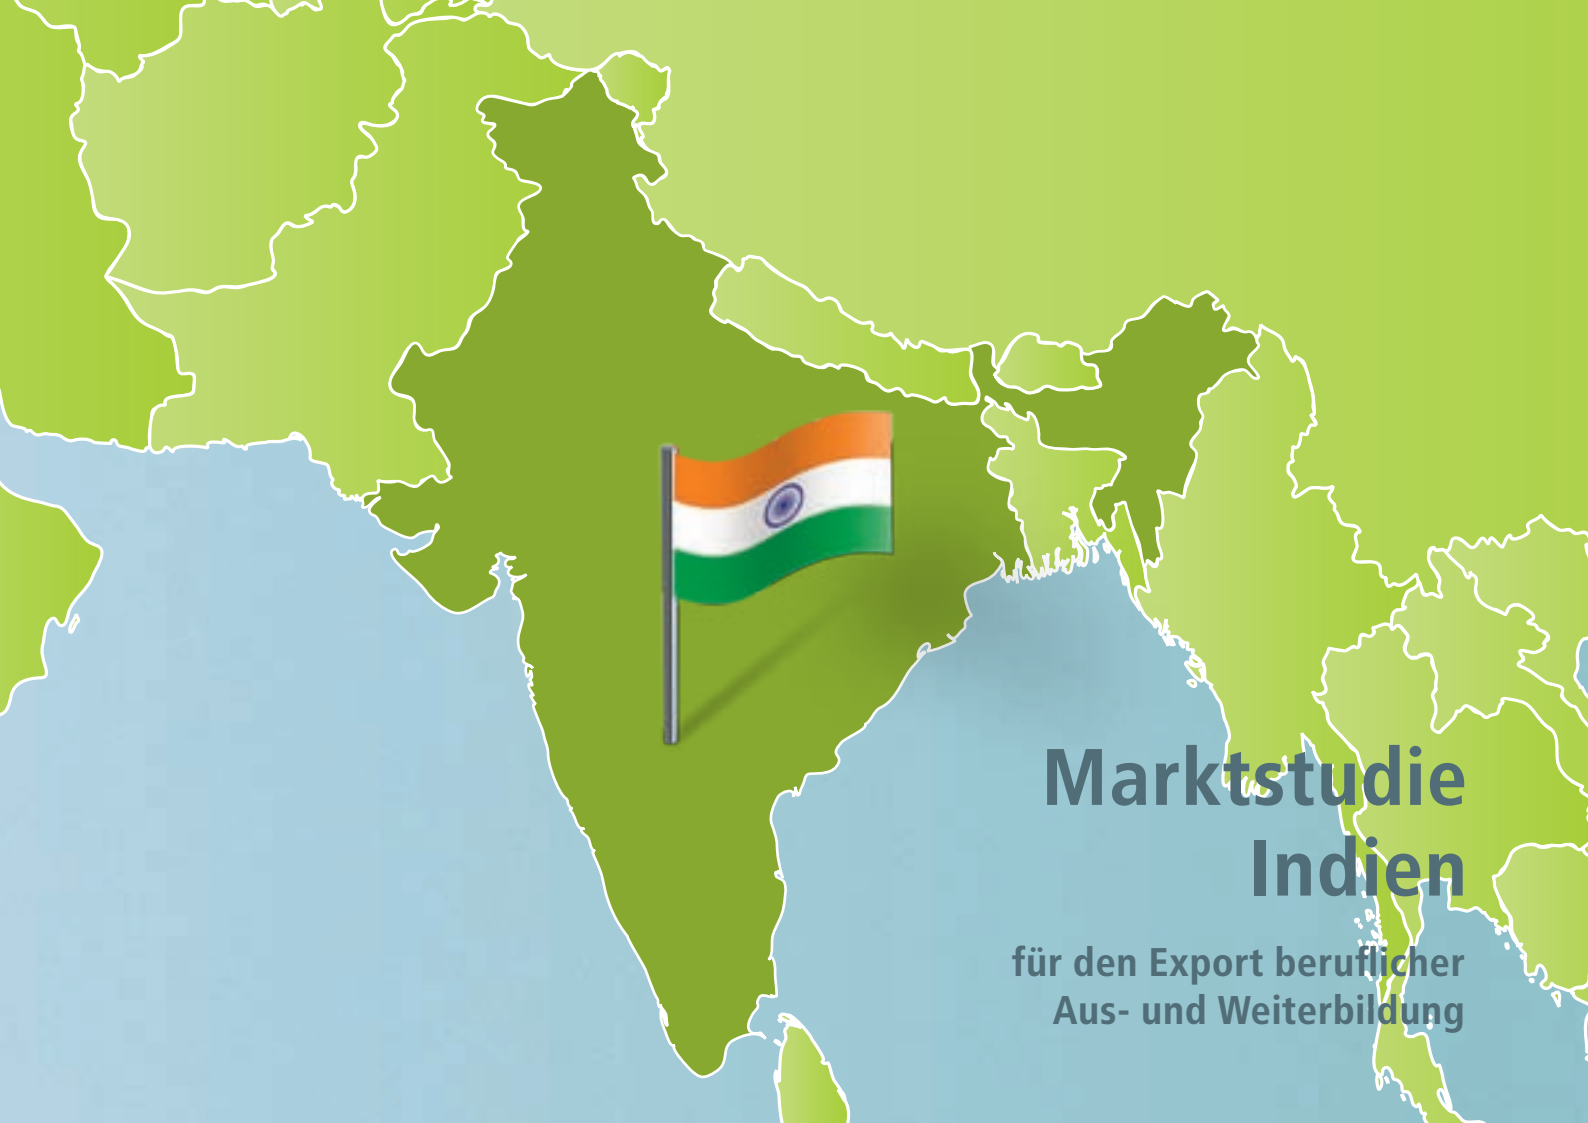 Marktstudie
Indien
für den Export beruflicher
Aus- und Weiterbildung